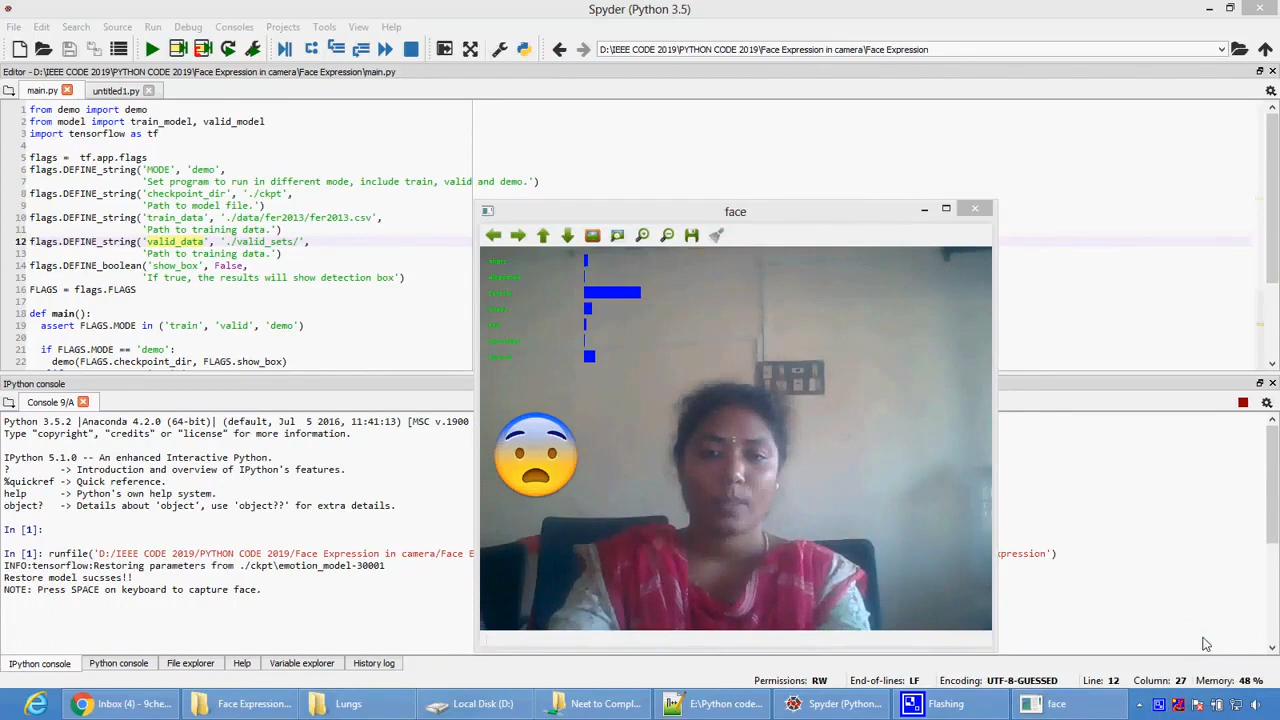 Spyder (Python 3.5)
File Edit Search Source Run Debug Consoles Projects Tools View Help
D:\IEEE CODE 2019\PYTHON CODE 2019\Face Expression in camera\Face Expression
Editor - D:\IEEE CODE 2019\PYTHON CODE 2019\Face Expression in camera\Face Expression\main.py
main.py untitled1.py
1 from demo import demo
2 from model import train_model, valid_model
3 import tensorflow as tf
4
5 flags = tf.app.flags
6 flags.DEFINE_string('MODE', 'demo',
7 'Set program to run in different mode, include train, valid and demo.')
8 flags.DEFINE_string('checkpoint_dir', './ckpt',
9 'Path to model file.')
10 flags.DEFINE_string('train_data', './data/fer2013/fer2013.csv',
11 'Path to training data.')
12 flags.DEFINE_string('valid_data', './valid_sets/',
13 'Path to training data.')
14 flags.DEFINE_boolean('show_box', False,
15 'If true, the results will show detection box')
16 FLAGS = flags.FLAGS
17
18 def main():
19 assert FLAGS.MODE in ('train', 'valid', 'demo')
20
21 if FLAGS.MODE == 'demo':
22 demo(FLAGS.checkpoint_dir, FLAGS.show_box)
face
IPython console
Console 9/A
Python 3.5.2 |Anaconda 4.2.0 (64-bit)| (default, Jul 5 2016, 11:41:13) [MSC v.1900
Type "copyright", "credits" or "license" for more information.
IPython 5.1.0 -- An enhanced Interactive Python.
? -> Introduction and overview of IPython's features.
%quickref -> Quick reference.
help -> Python's own help system.
object? -> Details about 'object', use 'object??' for extra details.
In [1]:
In [1]: runfile('D:/IEEE CODE 2019/PYTHON CODE 2019/Face Expression in camera/Face E xpression')
INFO:tensorflow:Restoring parameters from ./ckpt\emotion_model-30001
Restore model sucsses!!
NOTE: Press SPACE on keyboard to capture face.
IPython console Python console File explorer Help Variable explorer History log
Permissions: RW End-of-lines: LF Encoding: UTF-8-GUESSED Line: 12 Column: 27 Memory: 48 %
Inbox (4) - 9che... Face Expression... Lungs Local Disk (D:) Neet to Compl... E:\Python code... Spyder (Python... Flashing face